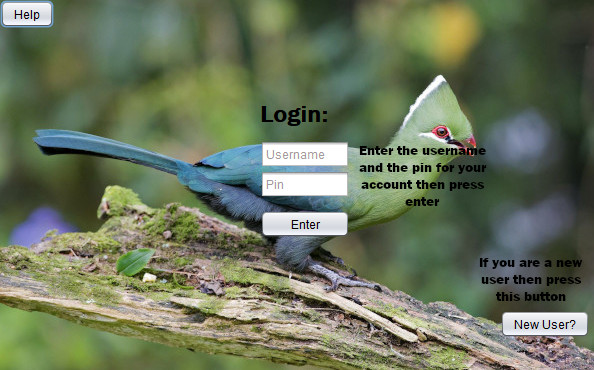 Help
Login:
Username
Pin
Enter
Enter the username
and the pin for your
account then press
enter
If you are a new
user then press
this button
New User?